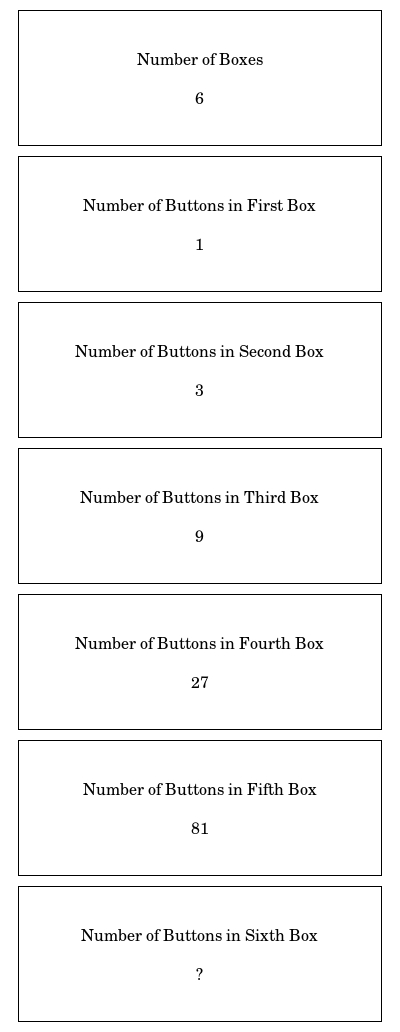 Number of Boxes
6
Number of Buttons in First Box
1
Number of Buttons in Second Box
3
Number of Buttons in Third Box
9
Number of Buttons in Fourth Box
27
Number of Buttons in Fifth Box
81
Number of Buttons in Sixth Box
?